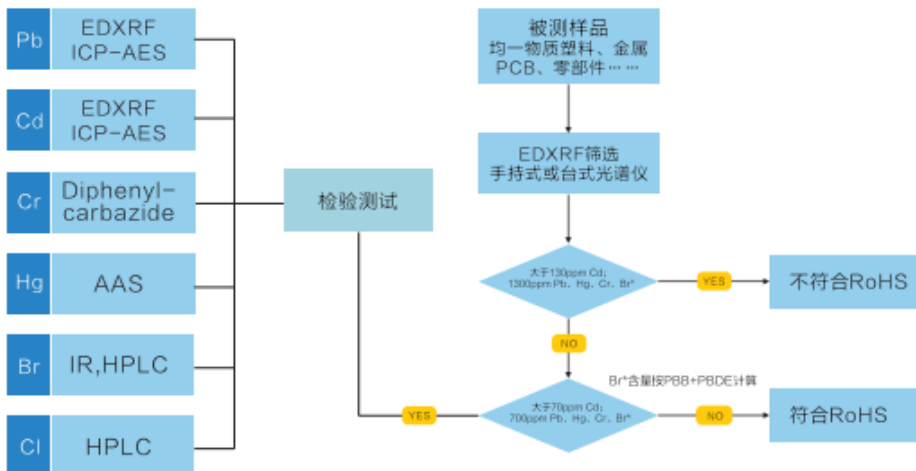 Pb
EDXRF
ICP-AES
Cd
EDXRF
ICP-AES
Cr
Diphenyl-
carbazide
Hg
AAS
Br
IR,HPLC
Cl
HPLC
检验测试
被测样品
均一物质塑料、金属
PCB、零部件……
EDXRF筛选
手持式或台式光谱仪
大于130ppm Cd;
1300ppm Pb、Hg、Cr、Br*
YES
不符合RoHS
NO
Br*含量按PBB+PBDE计算
大于70ppm Cd;
700ppm Pb、Hg、Cr、Br*
YES
NO
符合RoHS